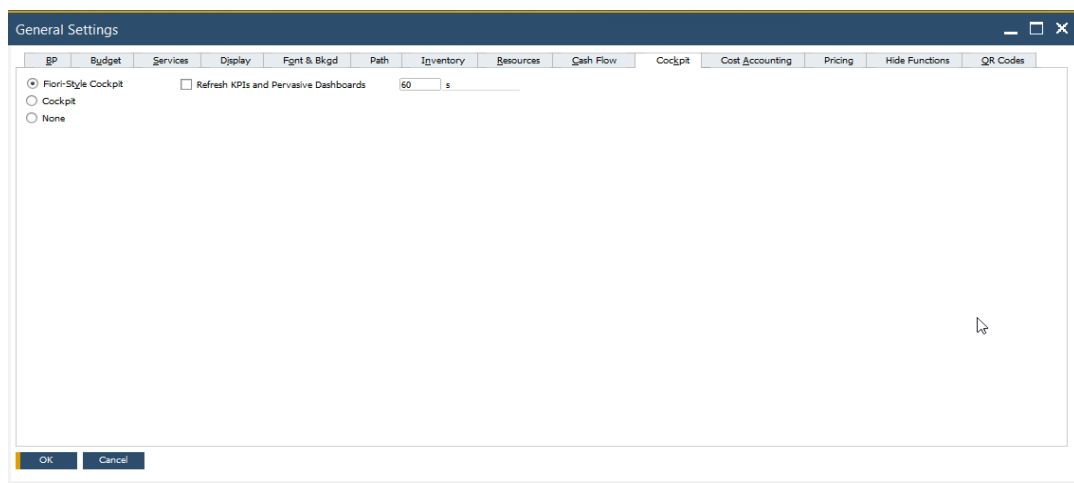 General Settings
BP Budget Services Display Font & Bkgd Path Inventory Resources Cash Flow Cockpit Cost Accounting Pricing Hide Functions QR Codes
Fiori-Style Cockpit Refresh KPIs and Pervasive Dashboards 60 s
Cockpit
None
OK Cancel